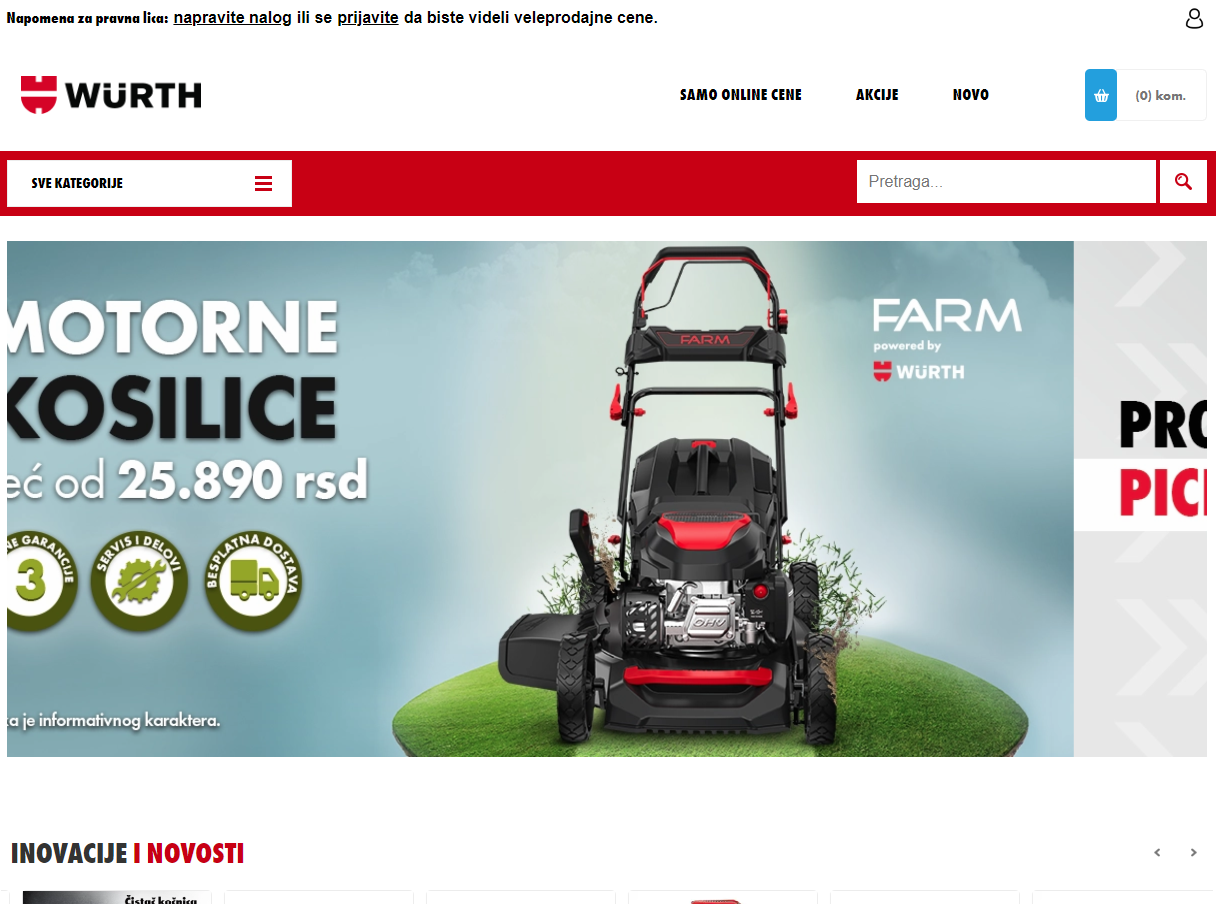 Napomena za pravna lica: napravite nalog ili se prijavite da biste videli veleprodajne cene.
WÜRTH
SAMO ONLINE CENE
AKCIJE
NOVO
(0) kom.
SVE KATEGORIJE
Pretraga...
MOTORNE
KOSILICE
eć od 25.890 rsd
NE GARANCIJE
3
SERVIS I DELOVI
BESPLATNA DOSTAVA
ka je informativnog karaktera.
FARM
OHV
FARM
powered by
WÜRTH
PRO
PICK
INOVACIJE I NOVOSTI
Čistač kočnica